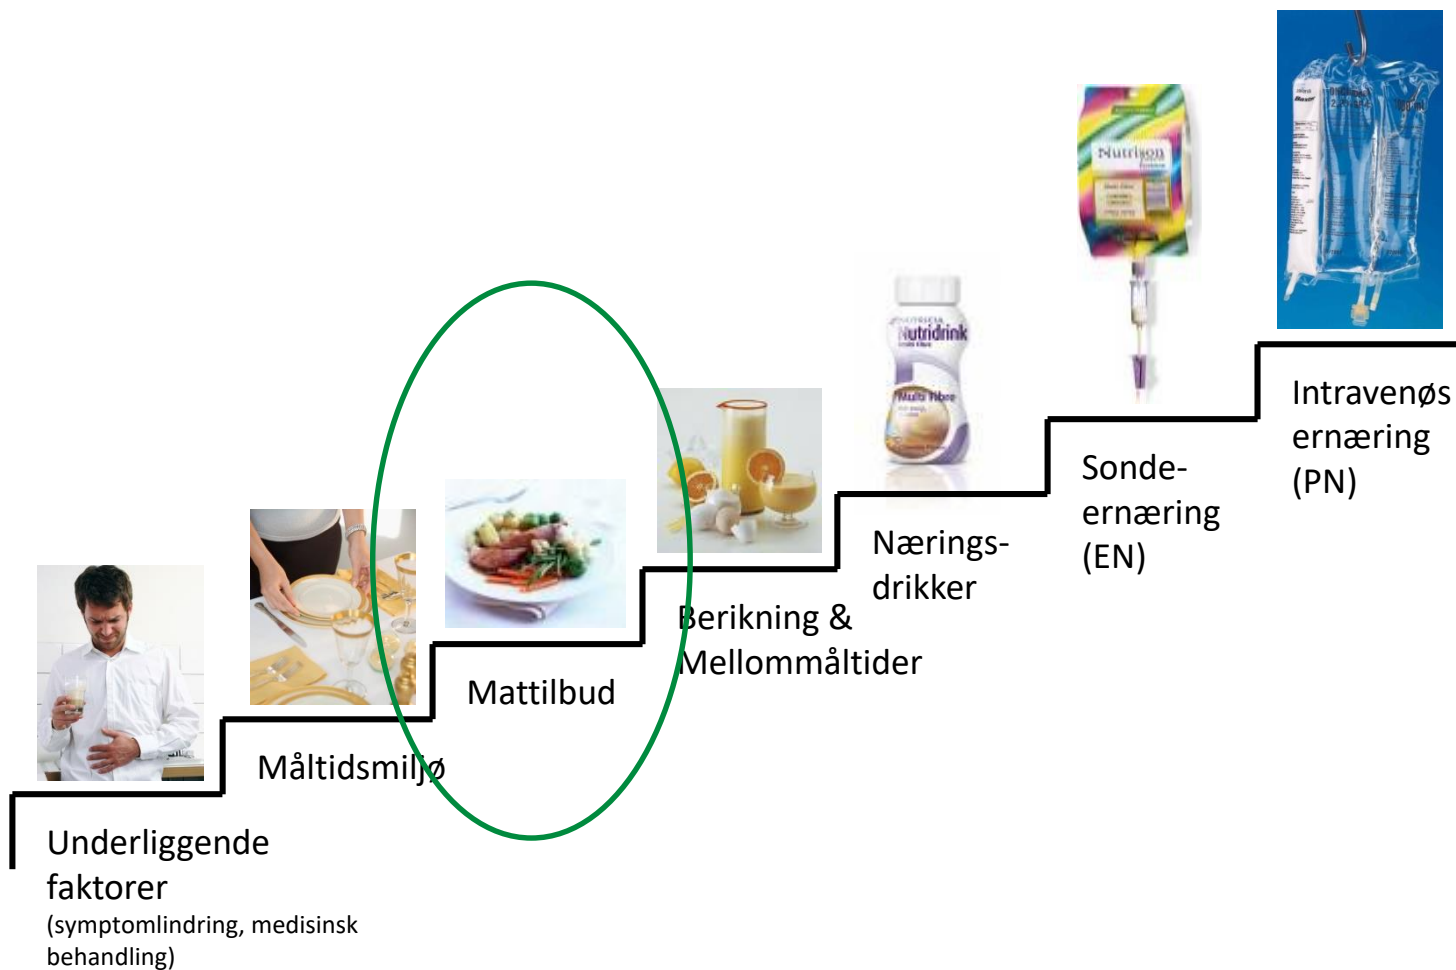 Underliggende
faktorer
(symptomlindring, medisinsk
behandling)
Måltidsmiljø
Mattilbud
Berikning &
Mellommåltider
Nærings-
drikker
Sonde-
ernæring
(EN)
Intravenøs
ernæring
(PN)
NUTRICIA
Nutridrink
Multi Fibre
Nutrison